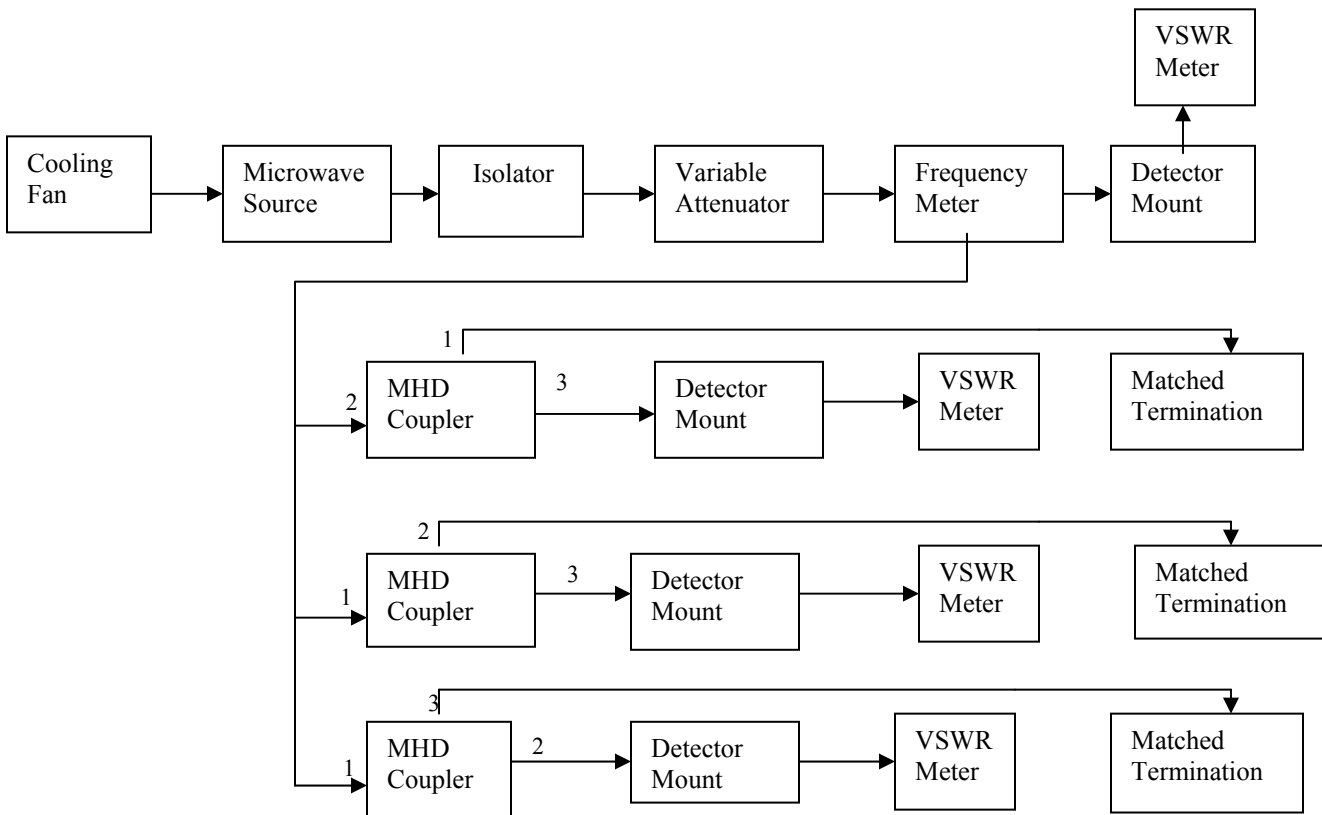 VSWR
Meter
Cooling
Fan
Microwave
Source
Isolator
Variable
Attenuator
Frequency
Meter
Detector
Mount
1
2
MHD
Coupler
3
Detector
Mount
VSWR
Meter
Matched
Termination
2
1
MHD
Coupler
3
Detector
Mount
VSWR
Meter
Matched
Termination
3
1
MHD
Coupler
2
Detector
Mount
VSWR
Meter
Matched
Termination